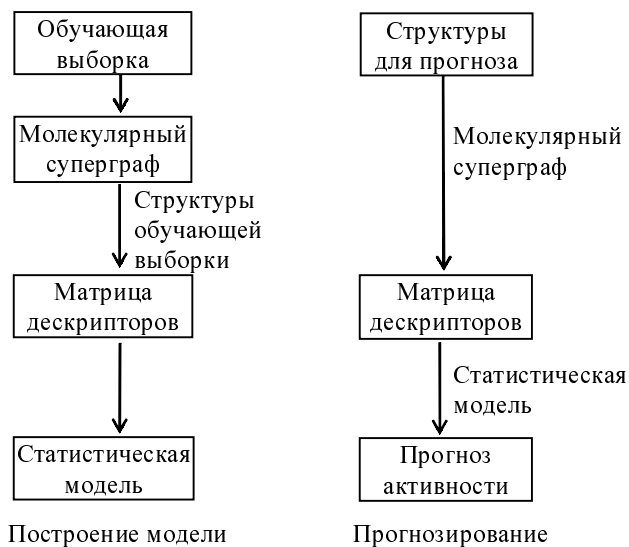 Обучающая
выборка
Молекулярный
суперграф
Структуры
обучающей
выборки
Матрица
дескрипторов
Статистическая
модель
Построение модели
Структуры
для прогноза
Молекулярный
суперграф
Матрица
дескрипторов
Статистическая
модель
Прогноз
активности
Прогнозирование